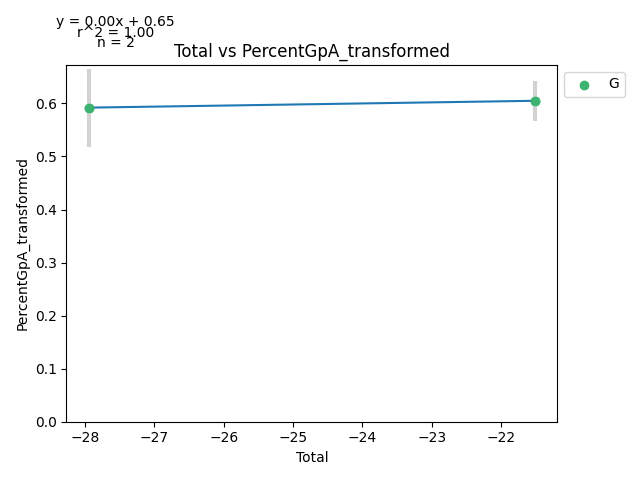 y = 0.00x + 0.65
r^2 = 1.00
n = 2
Total vs PercentGpA_transformed
G
PercentGpA_transformed
0.6
0.5
0.4
0.3
0.2
0.1
0.0
−28 −27 −26 −25 −24 −23 −22
Total